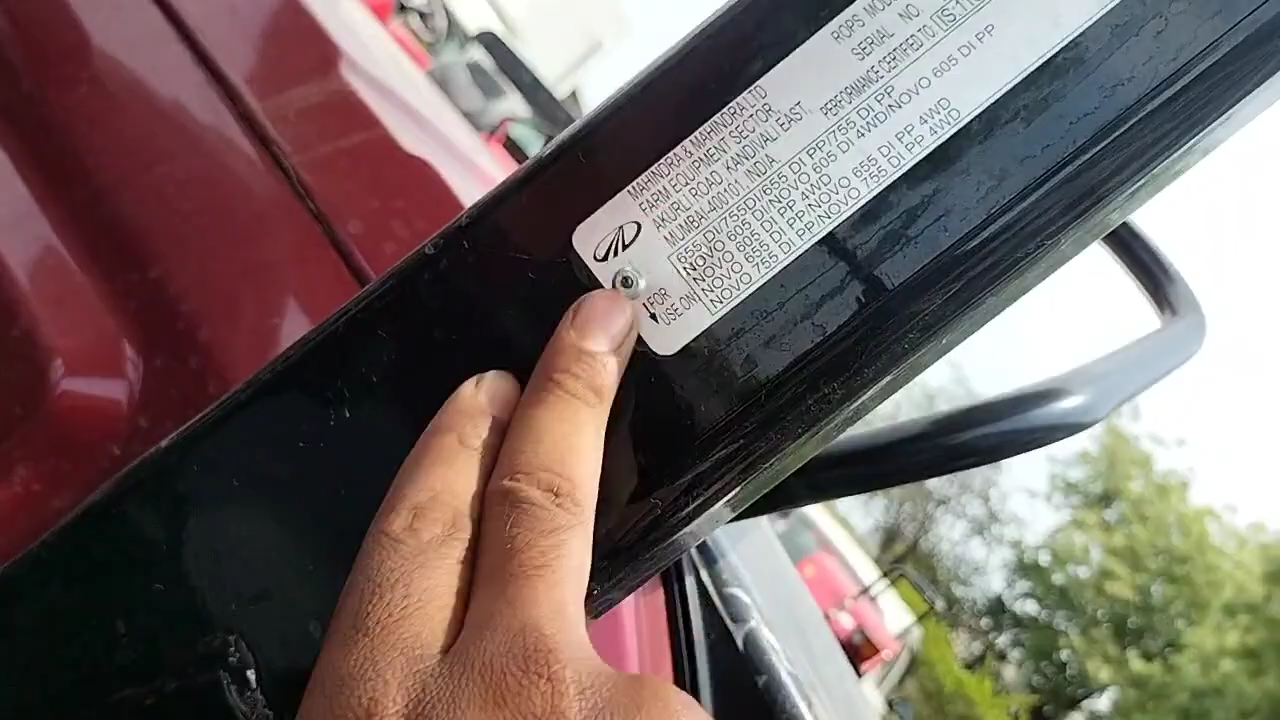 MAHINDRA & MAHINDRA LTD
FARM EQUIPMENT SECTOR
AKURLI ROAD, KANDIVALI EAST,
MUMBAI-400101 INDIA
ROPS
SERIAL NO.
PERFORMANCE CERTIFIED TO:
FOR
USE ON
655 DI/755DI/655 DI PP/755 DI PP
NOVO 605 DI/NOVO 605 DI 4WD/NOVO 605 DI PP
NOVO 605 DI PP 4WD
NOVO 655 DI PP/NOVO 655 DI PP 4WD
NOVO 755 DI PP/NOVO 755 DI PP 4WD